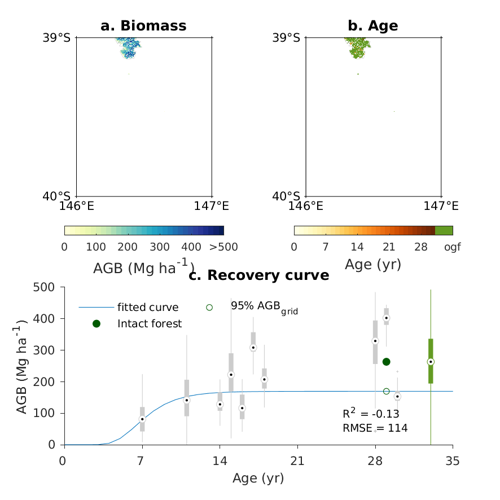 a. Biomass
b. Age
39°S
39°S
40°S
40°S
146°E
147°E
146°E
147°E
0 100 200 300 400 >500
0 7 14 21 28 ogf
AGB (Mg ha⁻¹)
Age (yr)
c. Recovery curve
500
400
300
200
100
0
AGB (Mg ha⁻¹)
fitted curve
95% AGB_grid
Intact forest
R² = -0.13
RMSE = 114
0 7 14 21 28 35
Age (yr)